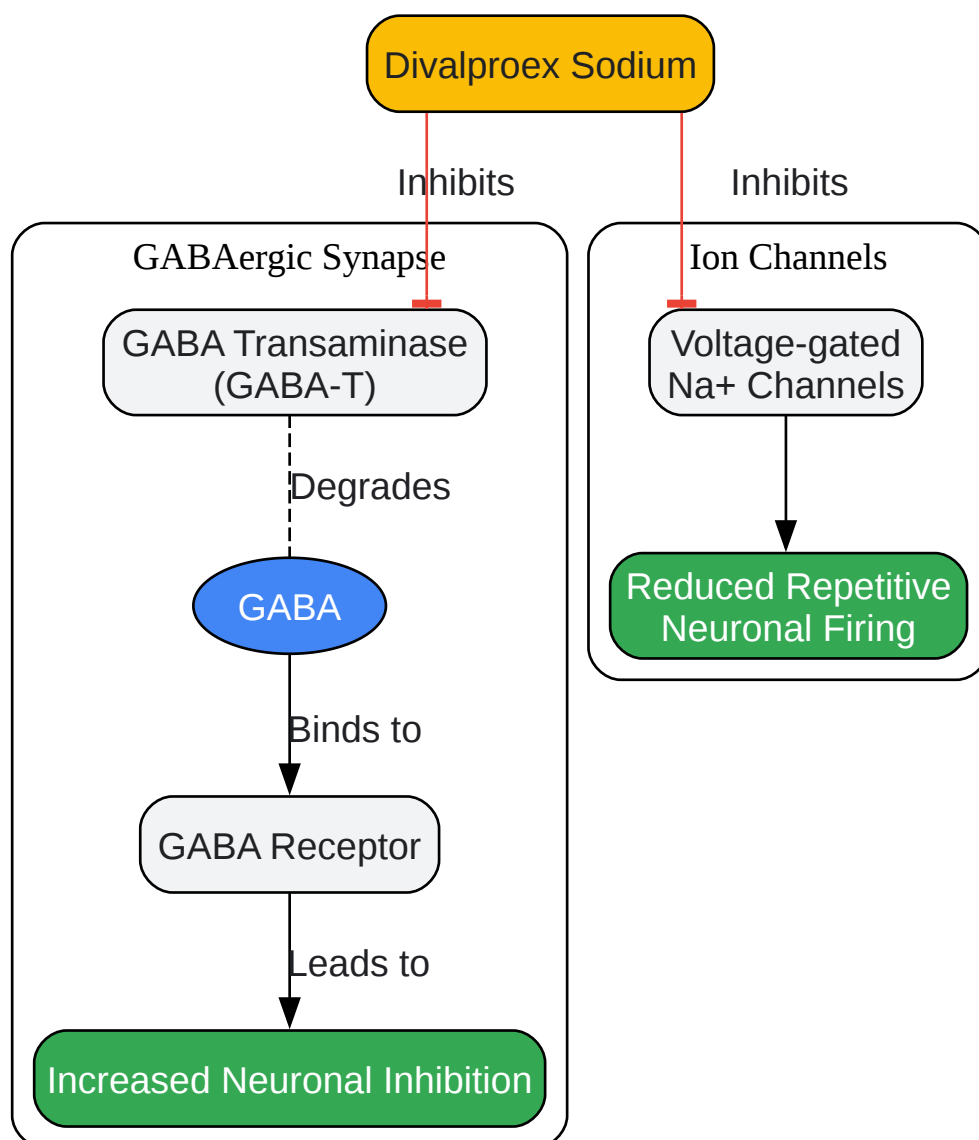 Divalproex Sodium
Inhibits
Inhibits
GABAergic Synapse
GABA Transaminase
(GABA-T)
Degrades
GABA
Binds to
GABA Receptor
Leads to
Increased Neuronal Inhibition
Ion Channels
Voltage-gated
Na+ Channels
Reduced Repetitive
Neuronal Firing